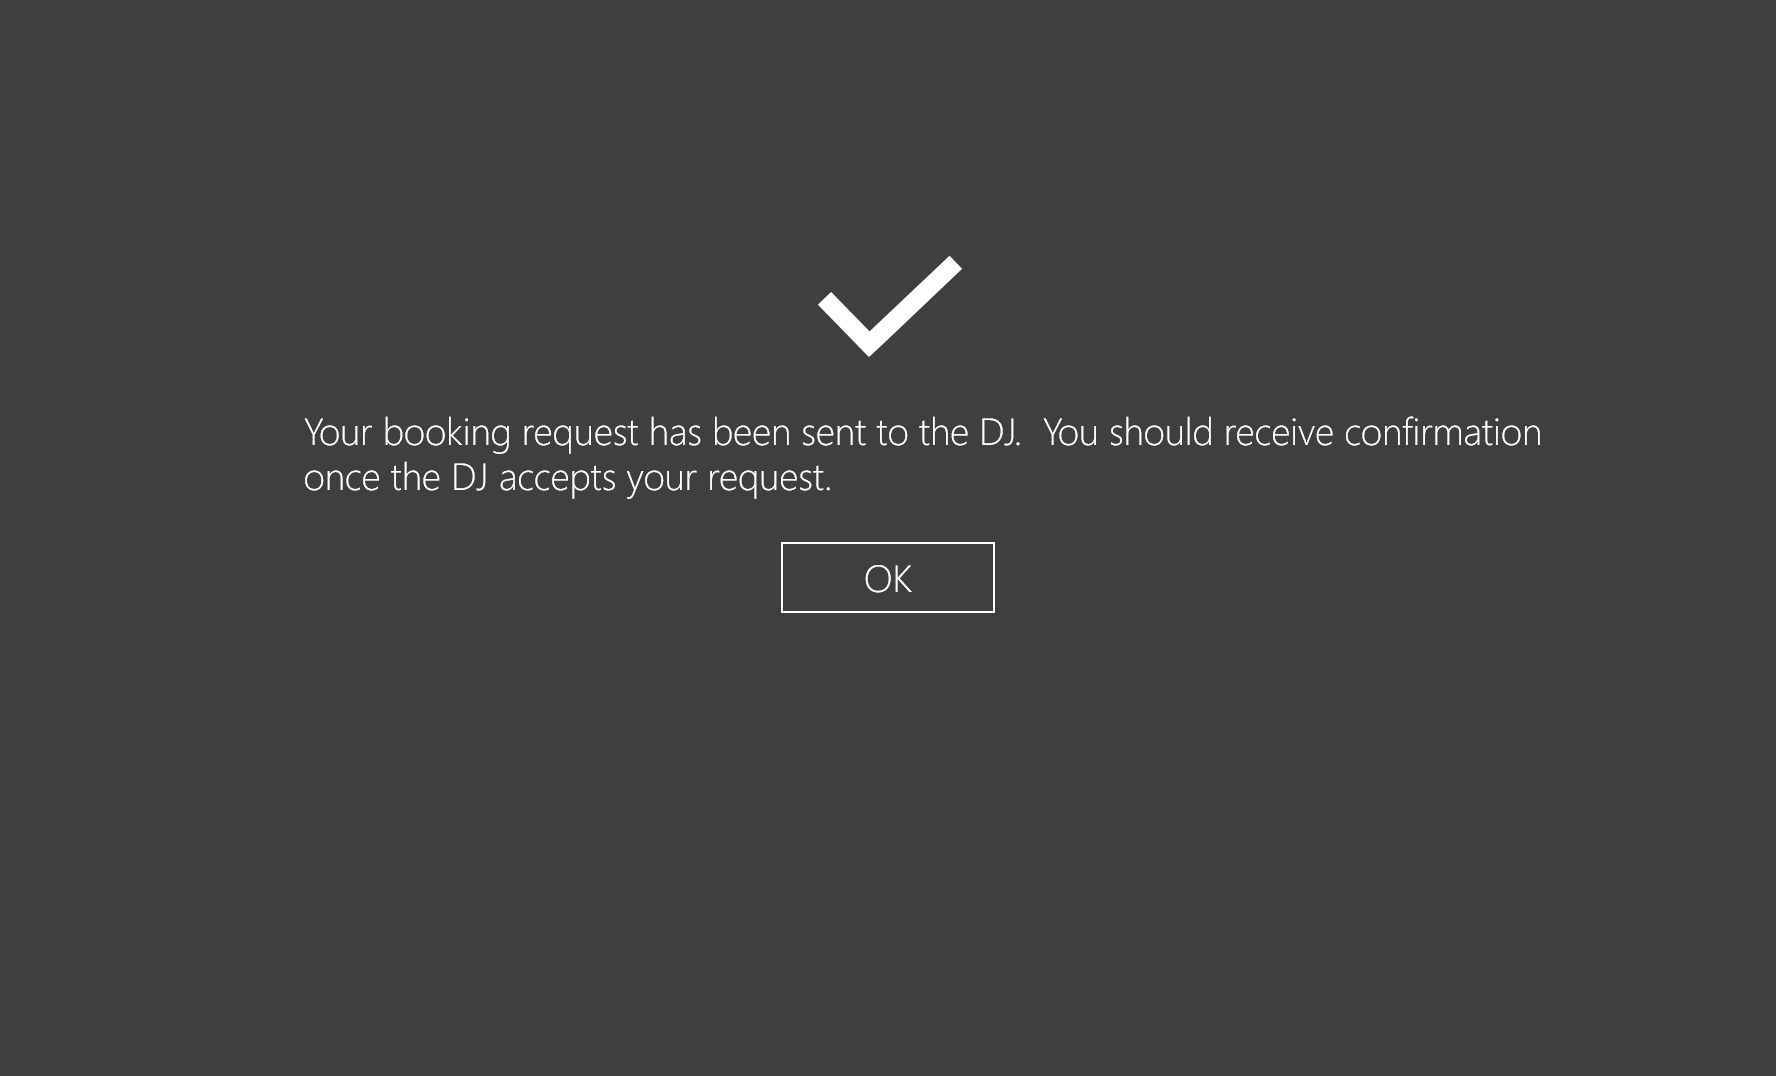 Your booking request has been sent to the DJ.  You should receive confirmation
once the DJ accepts your request.
OK